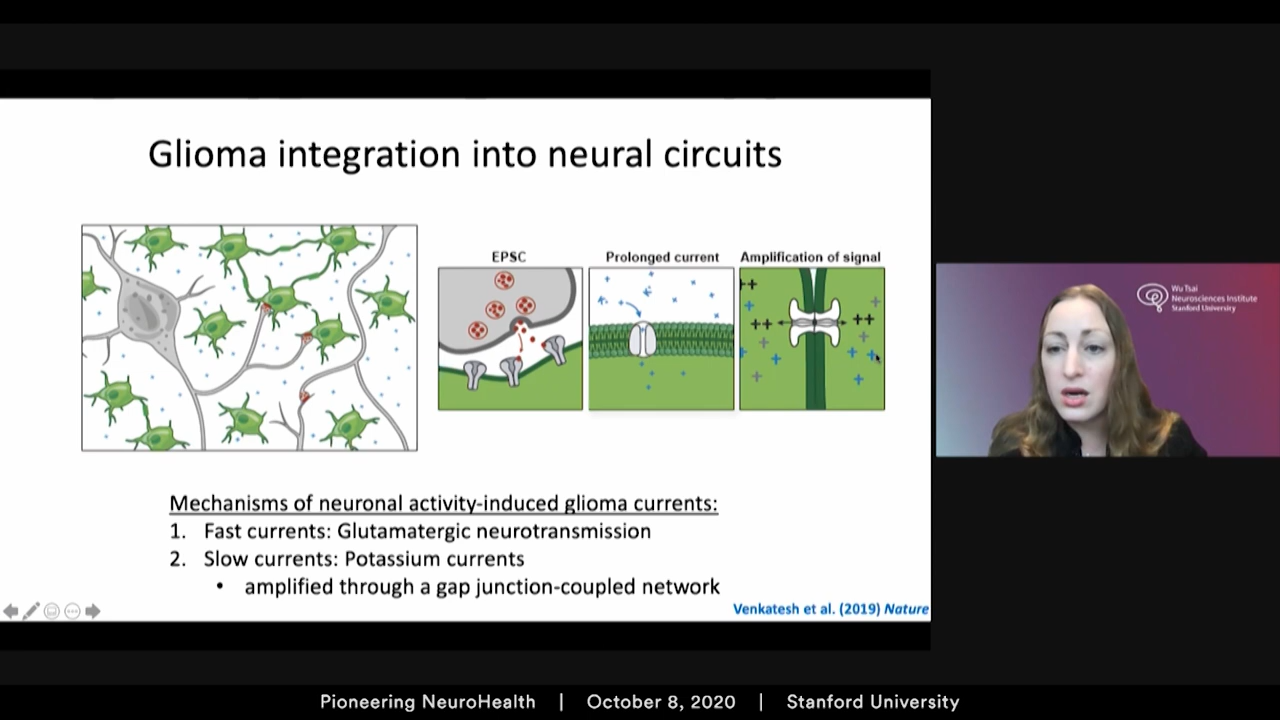 Glioma integration into neural circuits
EPSC
Prolonged current
Amplification of signal
Mechanisms of neuronal activity-induced glioma currents:
1. Fast currents: Glutamatergic neurotransmission
2. Slow currents: Potassium currents
• amplified through a gap junction-coupled network
Venkatesh et al. (2019) Nature
Wu Tsai
Neurosciences Institute
Stanford University
Pioneering NeuroHealth | October 8, 2020 | Stanford University